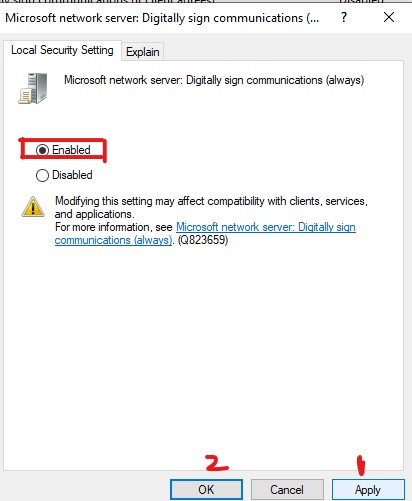 Microsoft network server: Digitally sign communications (... ? ×
Local Security Setting Explain
Microsoft network server: Digitally sign communications (always)
Enabled
Disabled
Modifying this setting may affect compatibility with clients, services,
and applications.
For more information, see Microsoft network server: Digitally sign
communications (always). (Q823659)
2 1
OK Cancel Apply